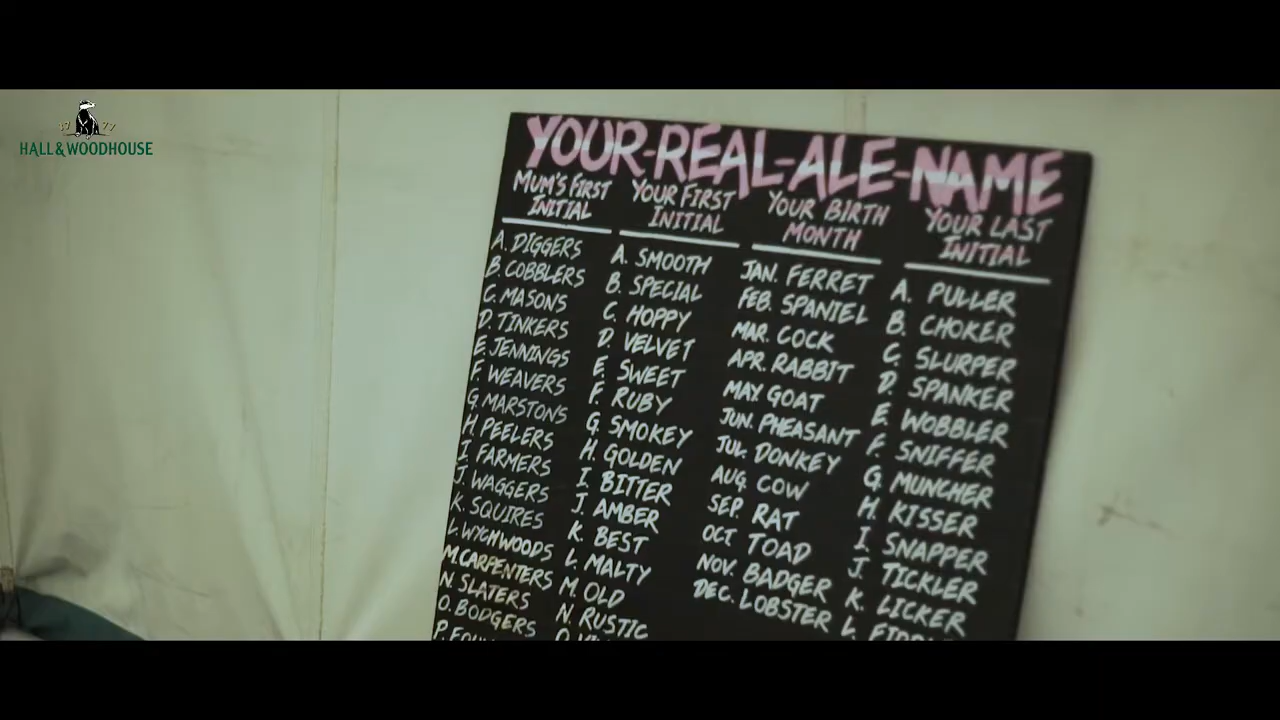 17 77
HALL & WOODHOUSE
YOUR-REAL-ALE-NAME
MUM'S FIRST INITIAL
A. DIGGERS
B. COBBLERS
C. MASONS
D. TINKERS
E. JENNINGS
F. WEAVERS
G MARSTONS
H. PEELERS
I. FARMERS
J. WAGGERS
K. SQUIRES
L. WYCHWOODS
M. CARPENTERS
N. SLATERS
O. BODGERS
P.
YOUR FIRST INITIAL
A. SMOOTH
B. SPECIAL
C. HOPPY
D. VELVET
E. SWEET
F. RUBY
G. SMOKEY
H. GOLDEN
I. BITTER
J. AMBER
K. BEST
L. MALTY
M. OLD
N. RUSTIC
YOUR BIRTH MONTH
JAN. FERRET
FEB. SPANIEL
MAR. COCK
APR. RABBIT
MAY GOAT
JUN. PHEASANT
JUL. DONKEY
AUG. COW
SEP. RAT
OCT TOAD
NOV. BADGER
DEC. LOBSTER
YOUR LAST INITIAL
A. PULLER
B. CHOKER
C. SLURPER
D. SPANKER
E. WOBBLER
F. SNIFFER
G. MUNCHER
H. KISSER
I. SNAPPER
J. TICKLER
K. LICKER
L.